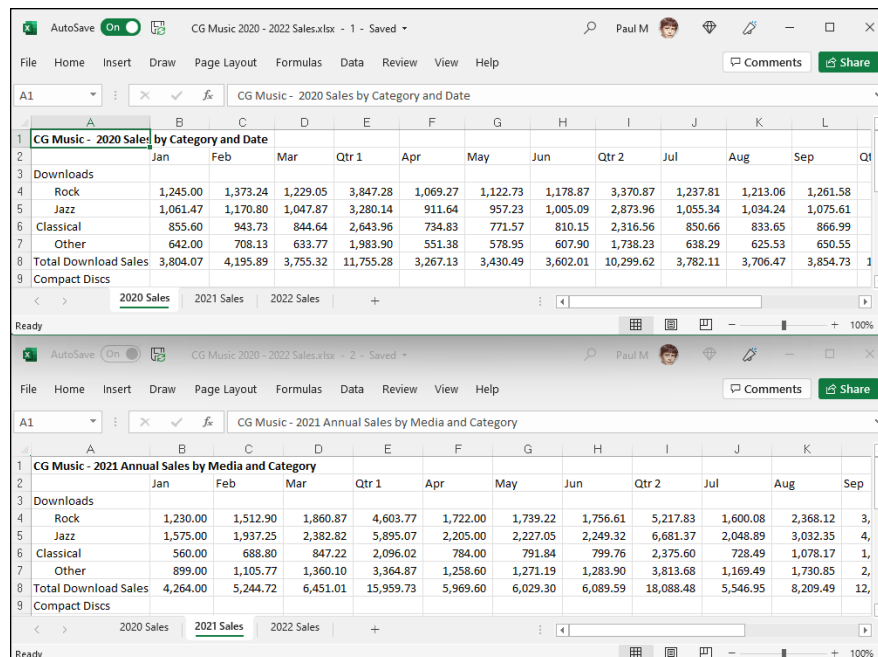 AutoSave On CG Music 2020 - 2022 Sales.xlsx - 1 - Saved Paul M
File Home Insert Draw Page Layout Formulas Data Review View Help Comments Share
A1 fx CG Music - 2020 Sales by Category and Date
A B C D E F G H I J K L
1 CG Music - 2020 Sales by Category and Date
2 Jan Feb Mar Qtr 1 Apr May Jun Qtr 2 Jul Aug Sep
3 Downloads
4 Rock 1,245.00 1,373.24 1,229.05 3,847.28 1,069.27 1,122.73 1,178.87 3,370.87 1,237.81 1,213.06 1,261.58
5 Jazz 1,061.47 1,170.80 1,047.87 3,280.14 911.64 957.23 1,005.09 2,873.96 1,055.34 1,034.24 1,075.61
6 Classical 855.60 943.73 844.64 2,643.96 734.83 771.57 810.15 2,316.56 850.66 833.65 866.99
7 Other 642.00 708.13 633.77 1,983.90 551.38 578.95 607.90 1,738.23 638.29 625.53 650.55
8 Total Download Sales 3,804.07 4,195.89 3,755.32 11,755.28 3,267.13 3,430.49 3,602.01 10,299.62 3,782.11 3,706.47 3,854.73 1
9 Compact Discs
2020 Sales 2021 Sales 2022 Sales
Ready 100%
AutoSave On CG Music 2020 - 2022 Sales.xlsx - 2 - Saved Paul M
File Home Insert Draw Page Layout Formulas Data Review View Help Comments Share
A1 fx CG Music - 2021 Annual Sales by Media and Category
A B C D E F G H I J K
1 CG Music - 2021 Annual Sales by Media and Category
2 Jan Feb Mar Qtr 1 Apr May Jun Qtr 2 Jul Aug Sep
3 Downloads
4 Rock 1,230.00 1,512.90 1,860.87 4,603.77 1,722.00 1,739.22 1,756.61 5,217.83 1,600.08 2,368.12 3,
5 Jazz 1,575.00 1,937.25 2,382.82 5,895.07 2,205.00 2,227.05 2,249.32 6,681.37 2,048.89 3,032.35 4,
6 Classical 560.00 688.80 847.22 2,096.02 784.00 791.84 799.76 2,375.60 728.49 1,078.17 1,
7 Other 899.00 1,105.77 1,360.10 3,364.87 1,258.60 1,271.19 1,283.90 3,813.68 1,169.49 1,730.85 2,
8 Total Download Sales 4,264.00 5,244.72 6,451.01 15,959.73 5,969.60 6,029.30 6,089.59 18,088.48 5,546.95 8,209.49 12,
9 Compact Discs
2020 Sales 2021 Sales 2022 Sales
Ready 100%